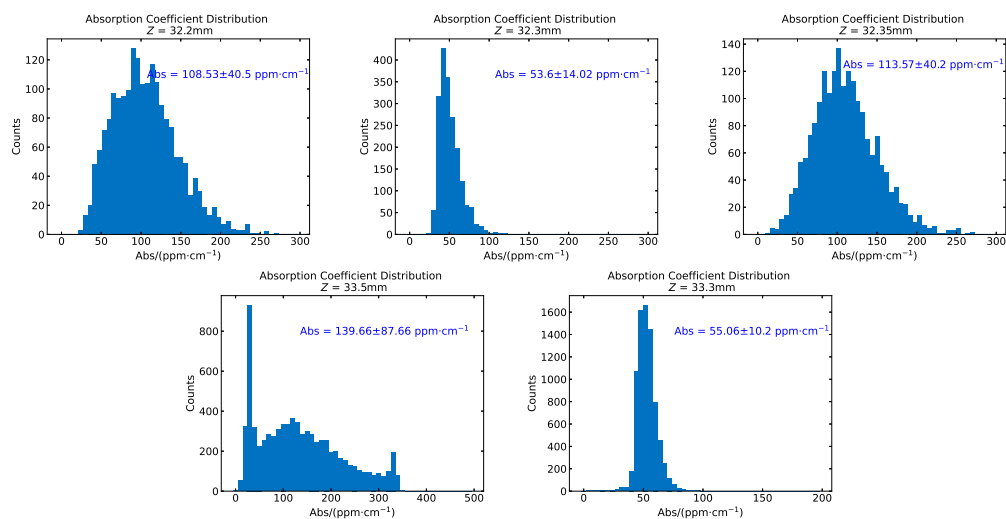 Absorption Coefficient Distribution
Z = 32.2mm
Abs = 108.53±40.5 ppm·cm⁻¹
Counts
0
20
40
60
80
100
120
0 50 100 150 200 250 300
Abs/(ppm·cm⁻¹)
Absorption Coefficient Distribution
Z = 32.3mm
Abs = 53.6±14.02 ppm·cm⁻¹
Counts
0
50
100
150
200
250
300
350
400
0 50 100 150 200 250 300
Abs/(ppm·cm⁻¹)
Absorption Coefficient Distribution
Z = 32.35mm
Abs = 113.57±40.2 ppm·cm⁻¹
Counts
0
20
40
60
80
100
120
140
0 50 100 150 200 250 300
Abs/(ppm·cm⁻¹)
Absorption Coefficient Distribution
Z = 33.5mm
Abs = 139.66±87.66 ppm·cm⁻¹
Counts
0
200
400
600
800
0 100 200 300 400 500
Abs/(ppm·cm⁻¹)
Absorption Coefficient Distribution
Z = 33.3mm
Abs = 55.06±10.2 ppm·cm⁻¹
Counts
0
200
400
600
800
1000
1200
1400
1600
0 50 100 150 200
Abs/(ppm·cm⁻¹)